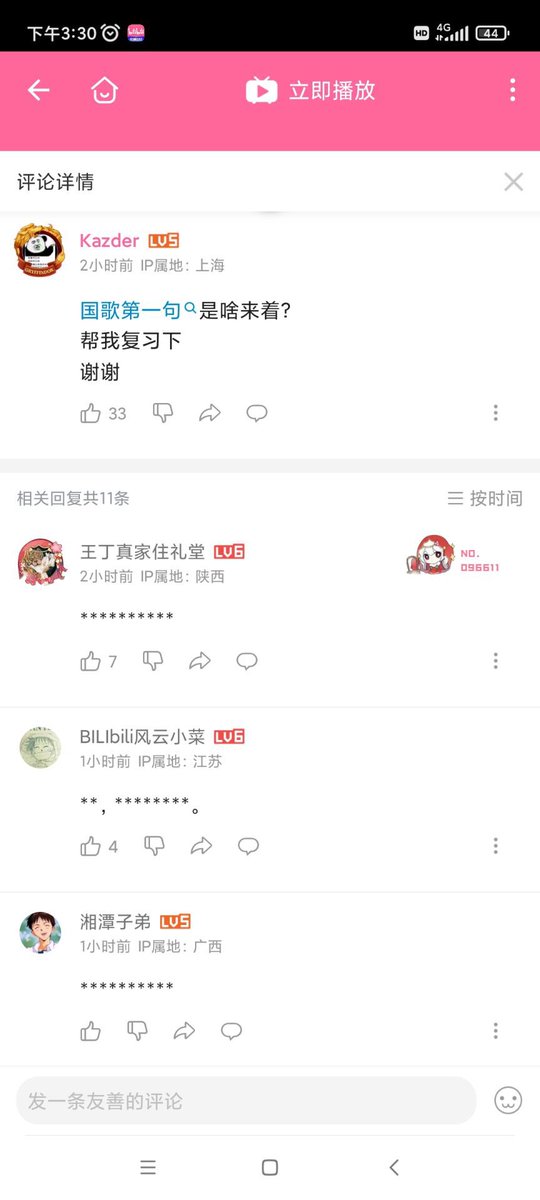 下午3:30
HD 4G 44
立即播放
评论详情
Kazder LV5
2小时前 IP属地：上海
国歌第一句是啥来着?
帮我复习下
谢谢
33
相关回复共11条 按时间
王丁真家住礼堂 LV6 NO.
2小时前 IP属地：陕西 096611
**********
7
BILIbili风云小菜 LV6
1小时前 IP属地：江苏
**，********。
4
湘潭子弟 LV5
1小时前 IP属地：广西
**********
发一条友善的评论